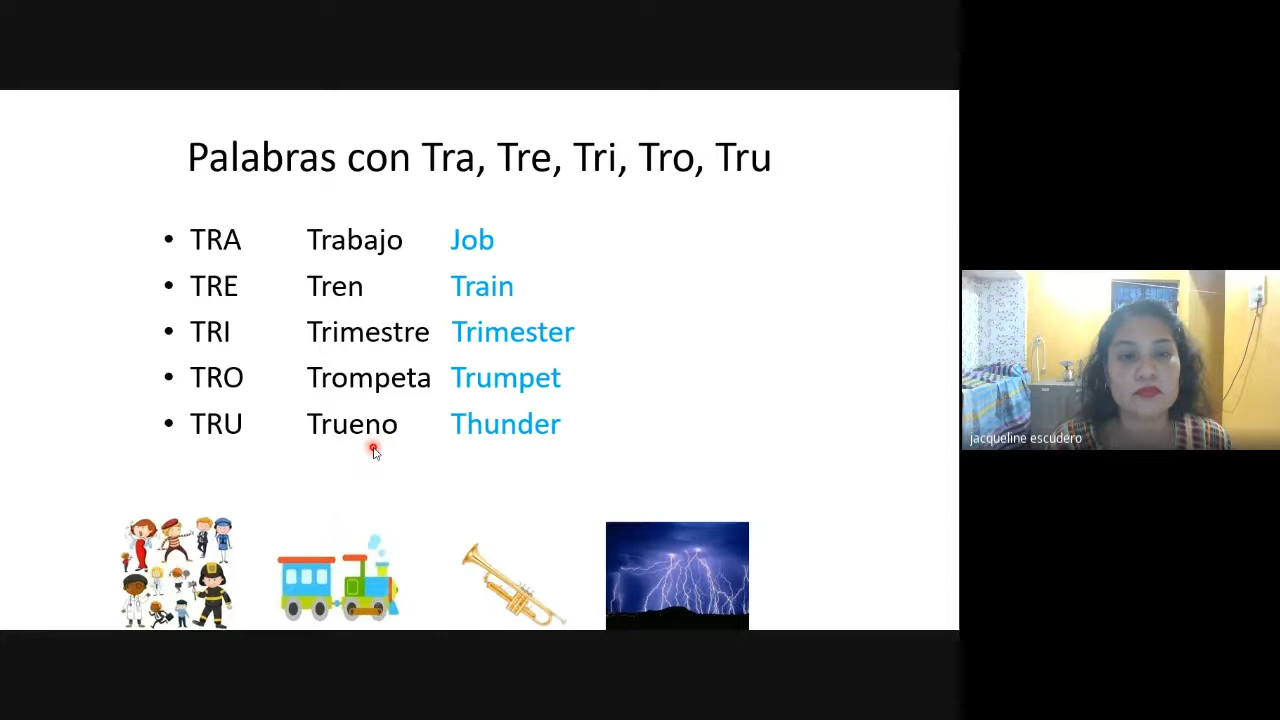 Palabras con Tra, Tre, Tri, Tro, Tru
• TRA Trabajo Job
• TRE Tren Train
• TRI Trimestre Trimester
• TRO Trompeta Trumpet
• TRU Trueno Thunder
jacqueline escudero